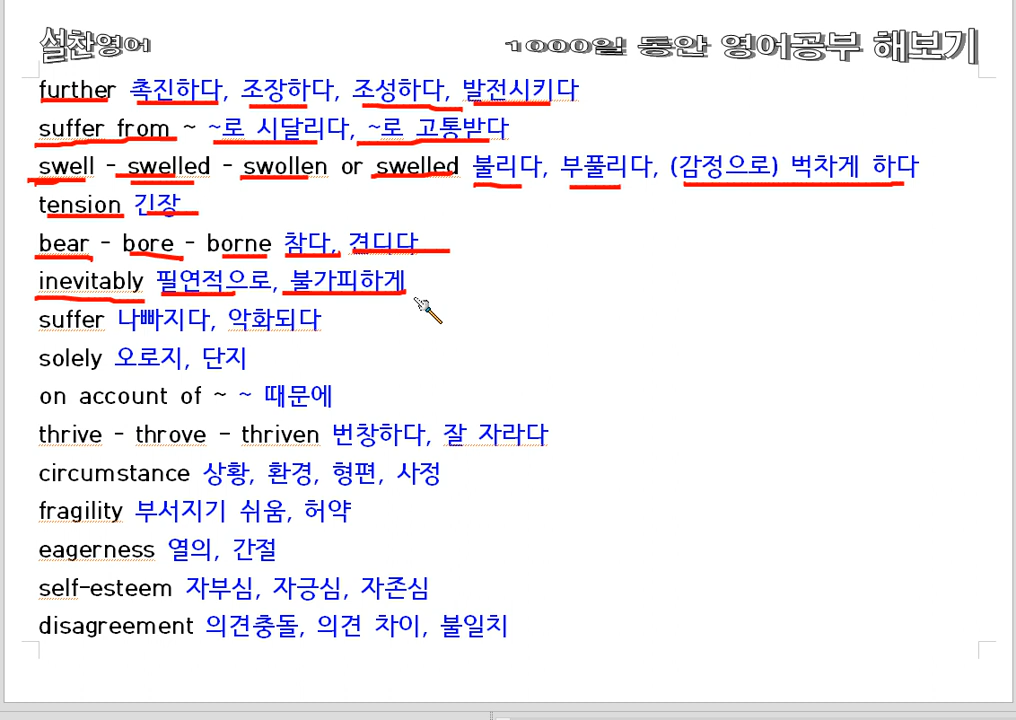 설찬영어 1000일 동안 영어공부 해보기
further 촉진하다, 조장하다, 조성하다, 발전시키다
suffer from ~ ~로 시달리다, ~로 고통받다
swell - swelled - swollen or swelled 불리다, 부풀리다, (감정으로) 벅차게 하다
tension 긴장
bear - bore - borne 참다, 견디다
inevitably 필연적으로, 불가피하게
suffer 나빠지다, 악화되다
solely 오로지, 단지
on account of ~ ~ 때문에
thrive - throve - thriven 번창하다, 잘 자라다
circumstance 상황, 환경, 형편, 사정
fragility 부서지기 쉬움, 허약
eagerness 열의, 간절
self-esteem 자부심, 자긍심, 자존심
disagreement 의견충돌, 의견 차이, 불일치